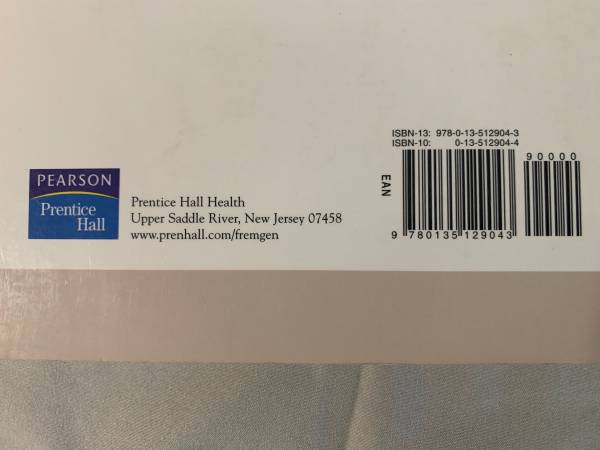 PEARSON
Prentice
Hall
Prentice Hall Health
Upper Saddle River, New Jersey 07458
www.prenhall.com/fremgen
ISBN-13: 978-0-13-512904-3
ISBN-10: 0-13-512904-4
90000
EAN
9 780135 129043